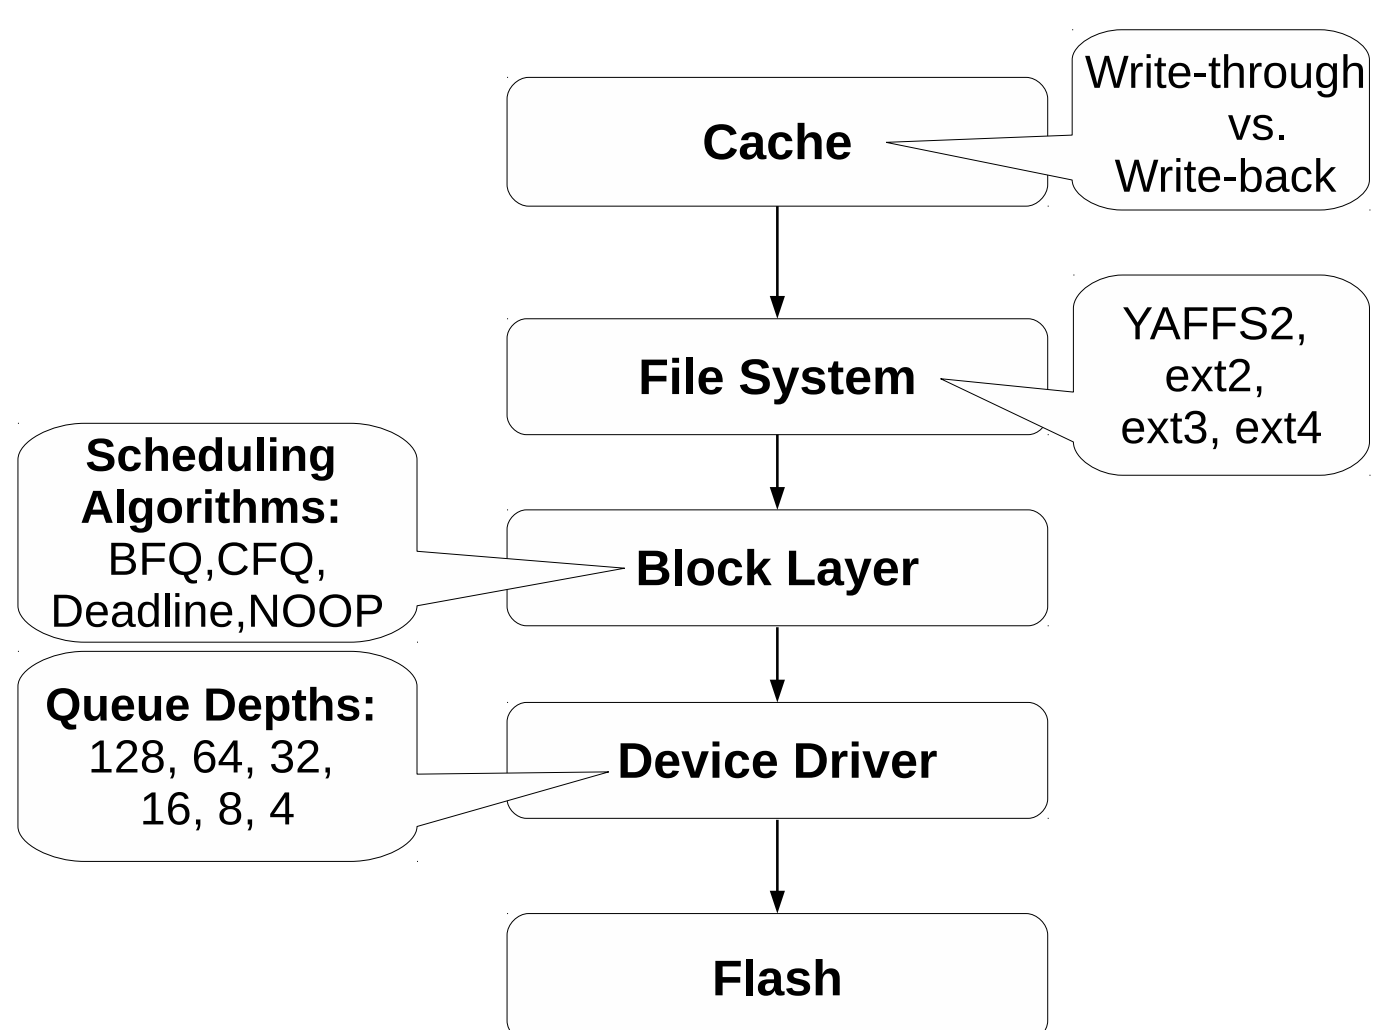 Write-through
vs.
Write-back
Cache
YAFFS2,
ext2,
ext3, ext4
File System
Scheduling
Algorithms:
BFQ,CFQ,
Deadline,NOOP
Block Layer
Queue Depths:
128, 64, 32,
16, 8, 4
Device Driver
Flash